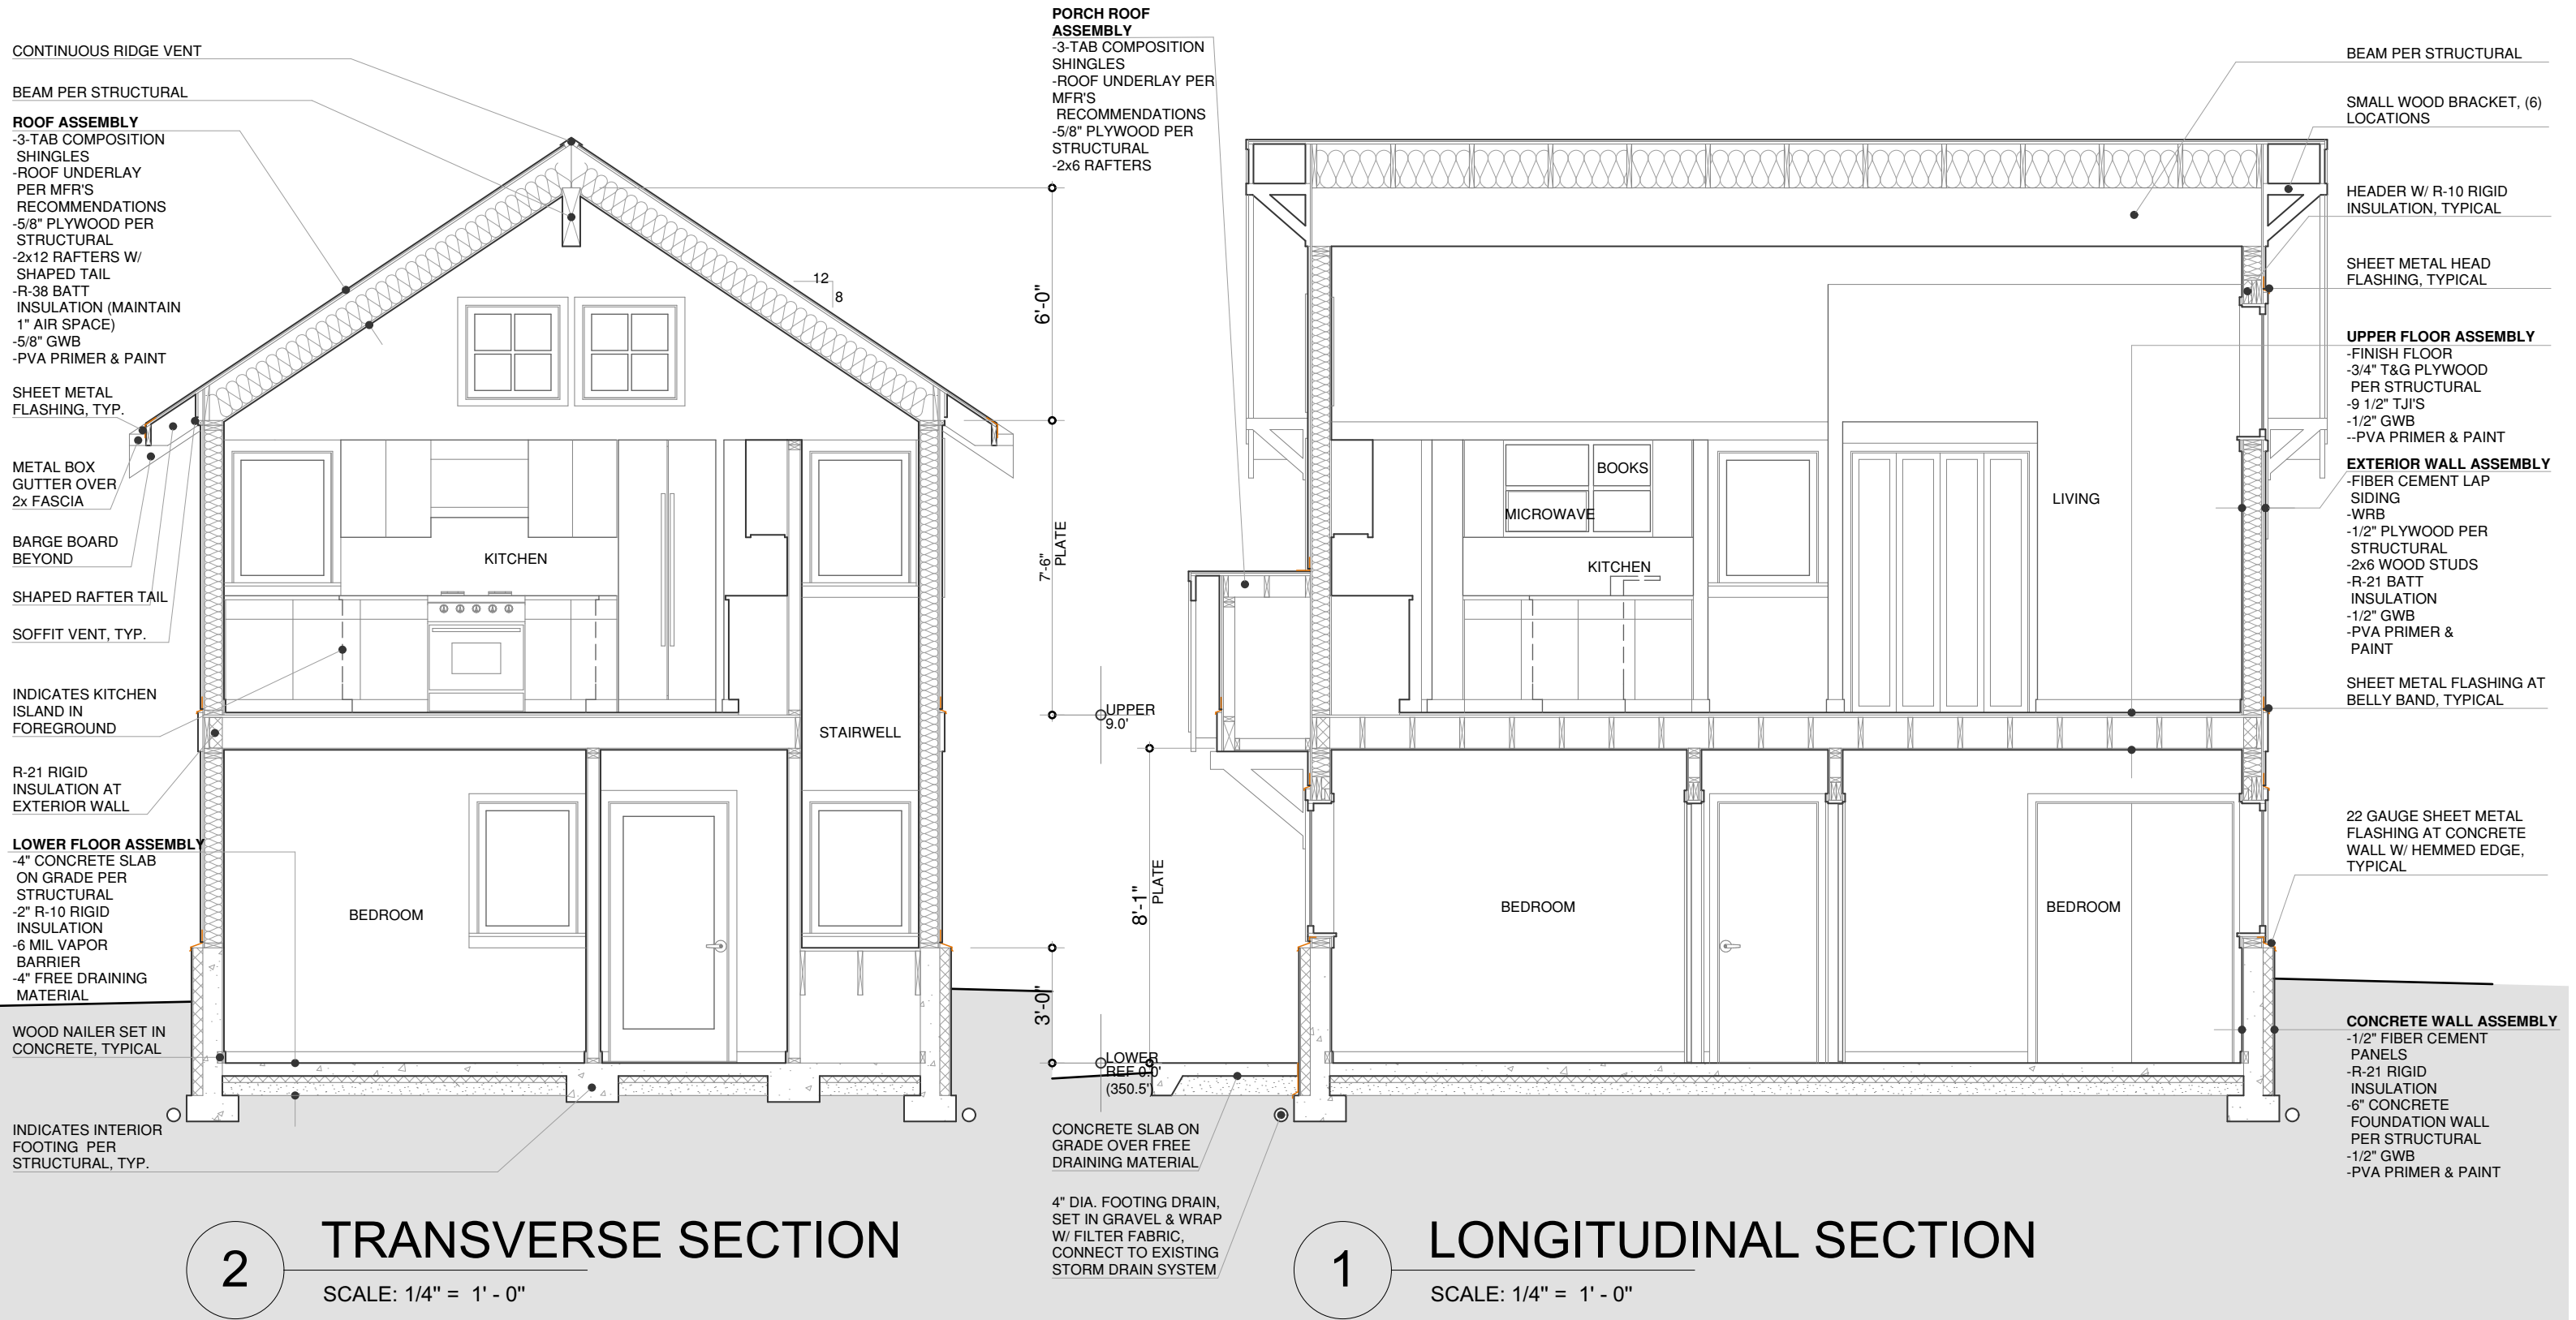 CONTINUOUS RIDGE VENT
BEAM PER STRUCTURAL
ROOF ASSEMBLY
-3-TAB COMPOSITION
SHINGLES
-ROOF UNDERLAY
PER MFR'S
RECOMMENDATIONS
-5/8" PLYWOOD PER
STRUCTURAL
-2x12 RAFTERS W/
SHAPED TAIL
-R-38 BATT
INSULATION (MAINTAIN
1" AIR SPACE)
-5/8" GWB
-PVA PRIMER & PAINT
SHEET METAL
FLASHING, TYP.
METAL BOX
GUTTER OVER
2x FASCIA
BARGE BOARD
BEYOND
SHAPED RAFTER TAIL
SOFFIT VENT, TYP.
INDICATES KITCHEN
ISLAND IN
FOREGROUND
R-21 RIGID
INSULATION AT
EXTERIOR WALL
LOWER FLOOR ASSEMBLY
-4" CONCRETE SLAB
ON GRADE PER
STRUCTURAL
-2" R-10 RIGID
INSULATION
-6 MIL VAPOR
BARRIER
-4" FREE DRAINING
MATERIAL
WOOD NAILER SET IN
CONCRETE, TYPICAL
INDICATES INTERIOR
FOOTING PER
STRUCTURAL, TYP.
12
8
KITCHEN
STAIRWELL
BEDROOM
6'-0"
7'-6"
PLATE
3'-0"
UPPER
9.0'
8'-1"
PLATE
LOWER
REF 0.0'
(350.5')
PORCH ROOF
ASSEMBLY
-3-TAB COMPOSITION
SHINGLES
-ROOF UNDERLAY PER
MFR'S
RECOMMENDATIONS
-5/8" PLYWOOD PER
STRUCTURAL
-2x6 RAFTERS
CONCRETE SLAB ON
GRADE OVER FREE
DRAINING MATERIAL
4" DIA. FOOTING DRAIN,
SET IN GRAVEL & WRAP
W/ FILTER FABRIC,
CONNECT TO EXISTING
STORM DRAIN SYSTEM
BOOKS
MICROWAVE
KITCHEN
LIVING
BEDROOM
BEDROOM
BEAM PER STRUCTURAL
SMALL WOOD BRACKET, (6)
LOCATIONS
HEADER W/ R-10 RIGID
INSULATION, TYPICAL
SHEET METAL HEAD
FLASHING, TYPICAL
UPPER FLOOR ASSEMBLY
-FINISH FLOOR
-3/4" T&G PLYWOOD
PER STRUCTURAL
-9 1/2" TJI'S
-1/2" GWB
--PVA PRIMER & PAINT
EXTERIOR WALL ASSEMBLY
-FIBER CEMENT LAP
SIDING
-WRB
-1/2" PLYWOOD PER
STRUCTURAL
-2x6 WOOD STUDS
-R-21 BATT
INSULATION
-1/2" GWB
-PVA PRIMER &
PAINT
SHEET METAL FLASHING AT
BELLY BAND, TYPICAL
22 GAUGE SHEET METAL
FLASHING AT CONCRETE
WALL W/ HEMMED EDGE,
TYPICAL
CONCRETE WALL ASSEMBLY
-1/2" FIBER CEMENT
PANELS
-R-21 RIGID
INSULATION
-6" CONCRETE
FOUNDATION WALL
PER STRUCTURAL
-1/2" GWB
-PVA PRIMER & PAINT
2
TRANSVERSE SECTION
SCALE: 1/4" = 1' - 0"
1
LONGITUDINAL SECTION
SCALE: 1/4" = 1' - 0"